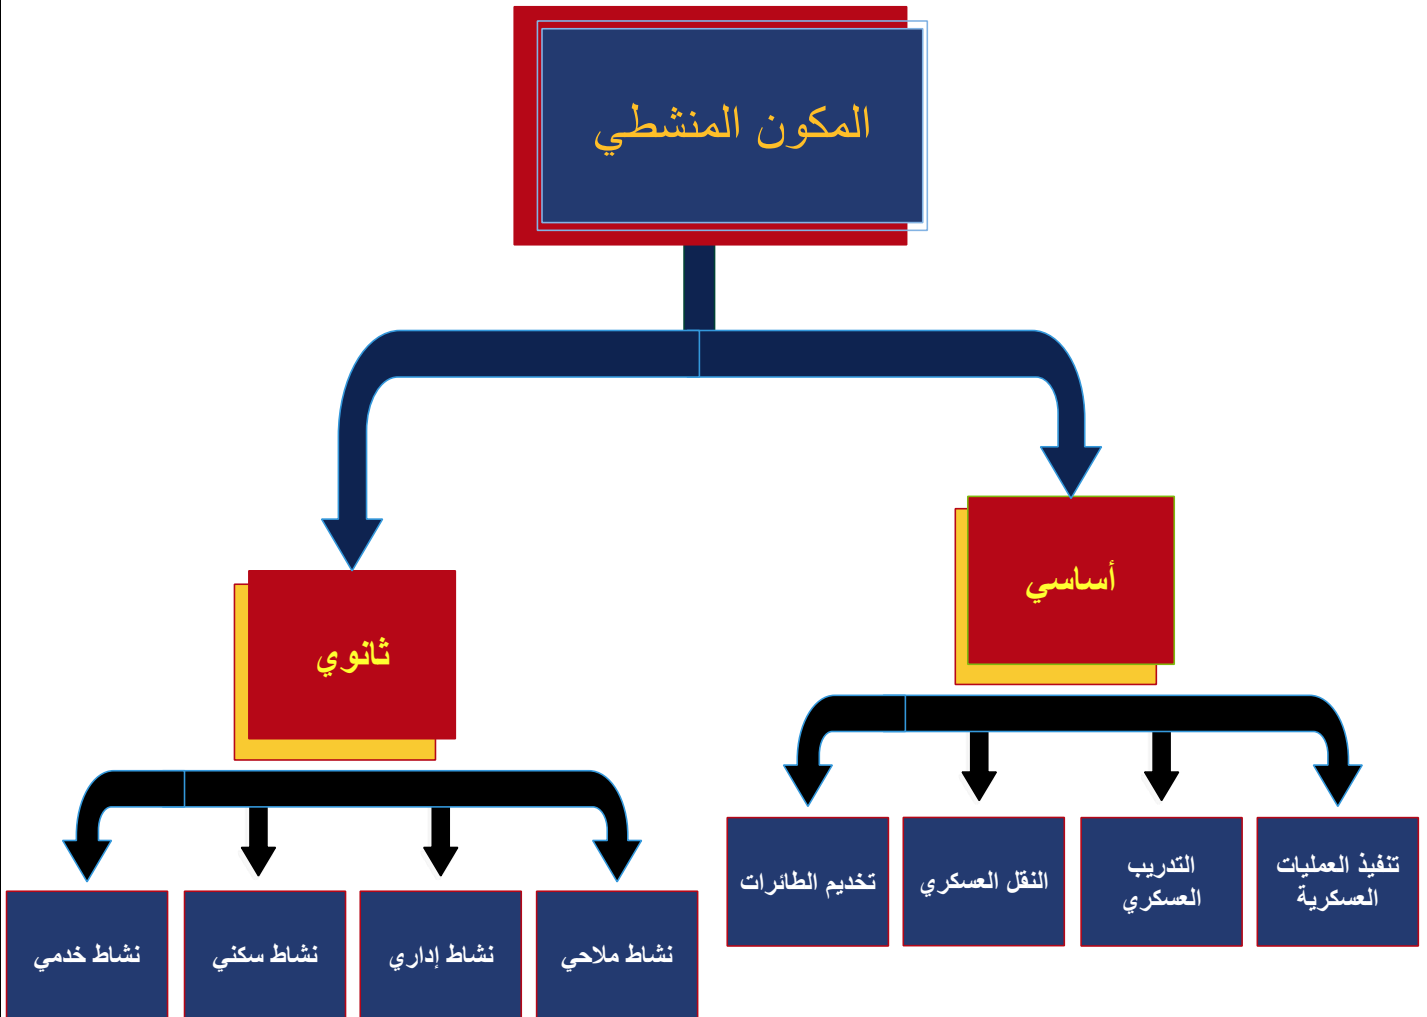 المكون المنشطي
أساسي
ثانوي
تنفيذ العمليات
العسكرية
التدريب
العسكري
النقل العسكري
تخديم الطائرات
نشاط ملاحي
نشاط إداري
نشاط سكني
نشاط خدمي